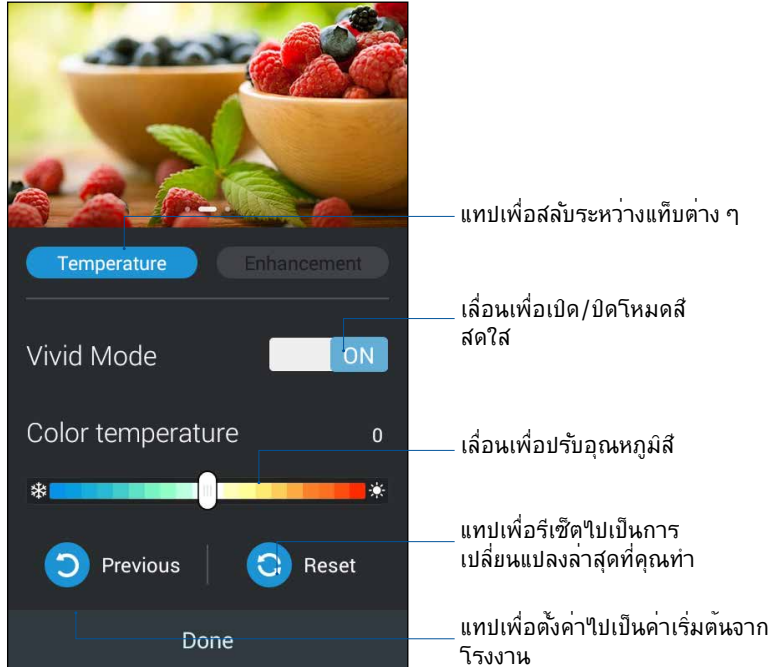 แทปเพื่อสลับระหว่างแท็บต่าง ๆ
Temperature Enhancement
เลื่อนเพื่อเปิด/ปิดโหมดสี
สดใส
Vivid Mode ON
Color temperature 0
เลื่อนเพื่อปรับอุณหภูมิสี
แทปเพื่อรีเซ็ตไปเป็นการ
เปลี่ยนแปลงล่าสุดที่คุณทำ
Previous Reset
แทปเพื่อตั้งค่าไปเป็นค่าเริ่มต้นจาก
โรงงาน
Done